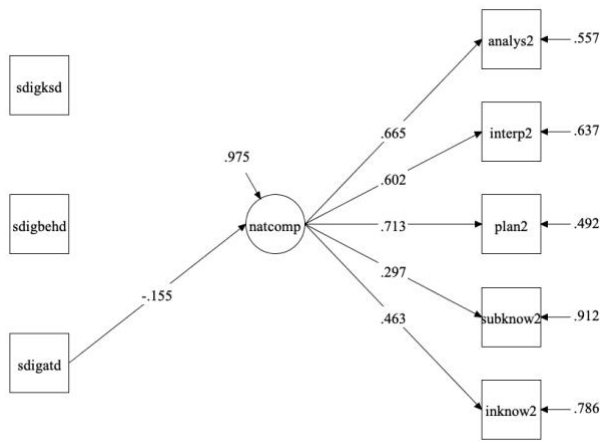 analys2
.557
sdigksd
.665
interp2
.637
.975
.602
sdigbehd
natcomp
.713
plan2
.492
.297
-.155
subknow2
.912
.463
sdigatd
inknow2
.786